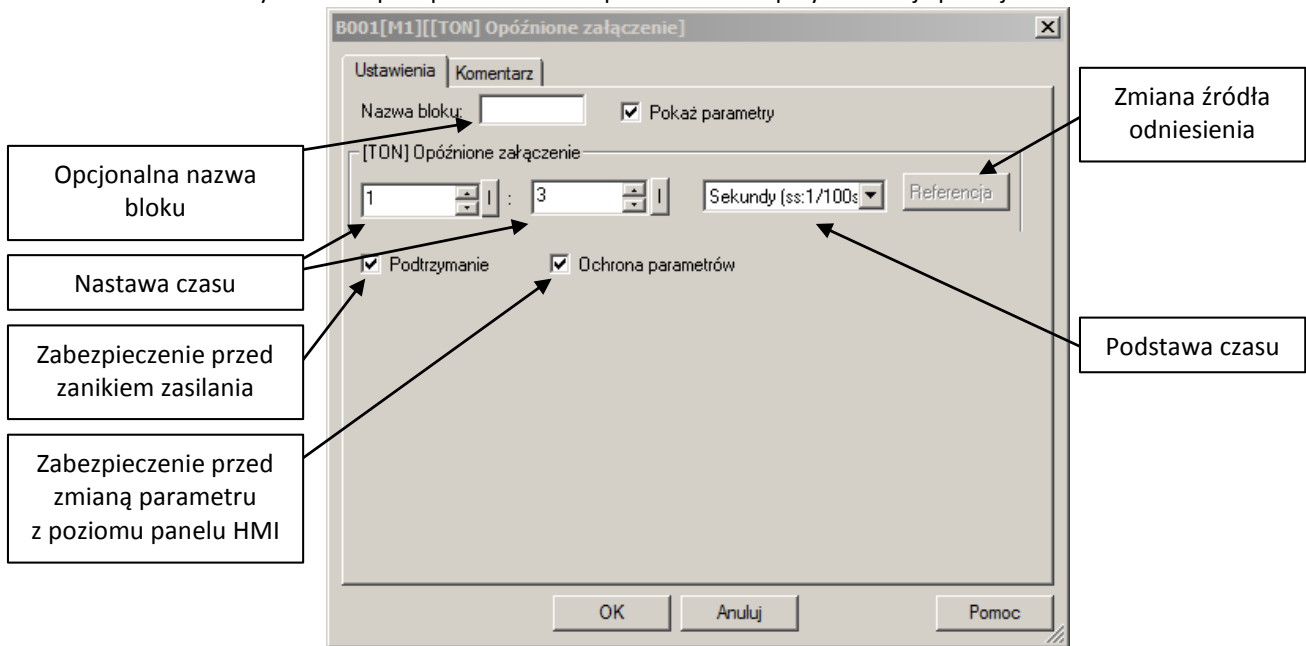 B001[M1][[TON] Opóźnione załączenie]
Ustawienia
Komentarz
Nazwa bloku:
Pokaż parametry
[TON] Opóźnione załączenie
1
I
:
3
I
Sekundy (ss:1/100s
Referencja
Podtrzymanie
Ochrona parametrów
OK
Anuluj
Pomoc
Opcjonalna nazwa
bloku
Nastawa czasu
Zabezpieczenie przed
zanikiem zasilania
Zabezpieczenie przed
zmianą parametru
z poziomu panelu HMI
Zmiana źródła
odniesienia
Podstawa czasu